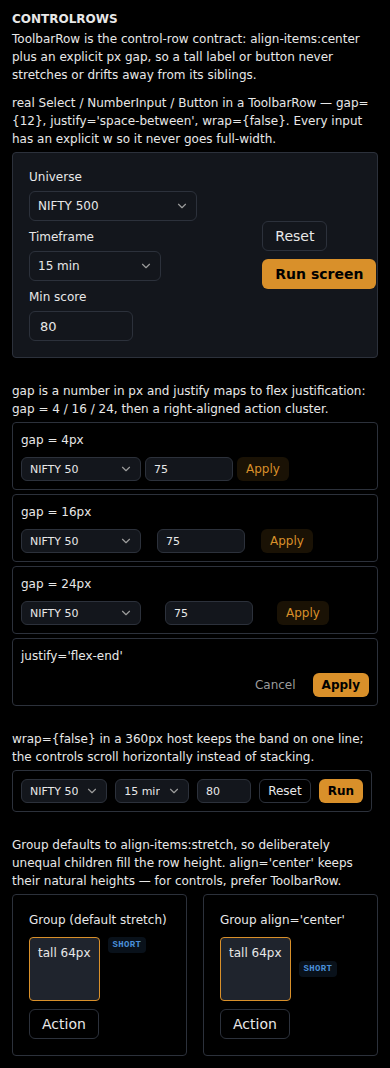 CONTROLROWS
ToolbarRow is the control-row contract: align-items:center
plus an explicit px gap, so a tall label or button never
stretches or drifts away from its siblings.
real Select / NumberInput / Button in a ToolbarRow — gap=
{12}, justify='space-between', wrap={false}. Every input
has an explicit w so it never goes full-width.
Universe
NIFTY 500
Timeframe
15 min
Min score
80
Reset
Run screen
gap is a number in px and justify maps to flex justification:
gap = 4 / 16 / 24, then a right-aligned action cluster.
gap = 4px
NIFTY 50 75 Apply
gap = 16px
NIFTY 50 75 Apply
gap = 24px
NIFTY 50 75 Apply
justify='flex-end'
Cancel Apply
wrap={false} in a 360px host keeps the band on one line;
the controls scroll horizontally instead of stacking.
NIFTY 50 15 min 80 Reset Run
Group defaults to align-items:stretch, so deliberately
unequal children fill the row height. align='center' keeps
their natural heights — for controls, prefer ToolbarRow.
Group (default stretch)
tall 64px SHORT
Action
Group align='center'
tall 64px SHORT
Action